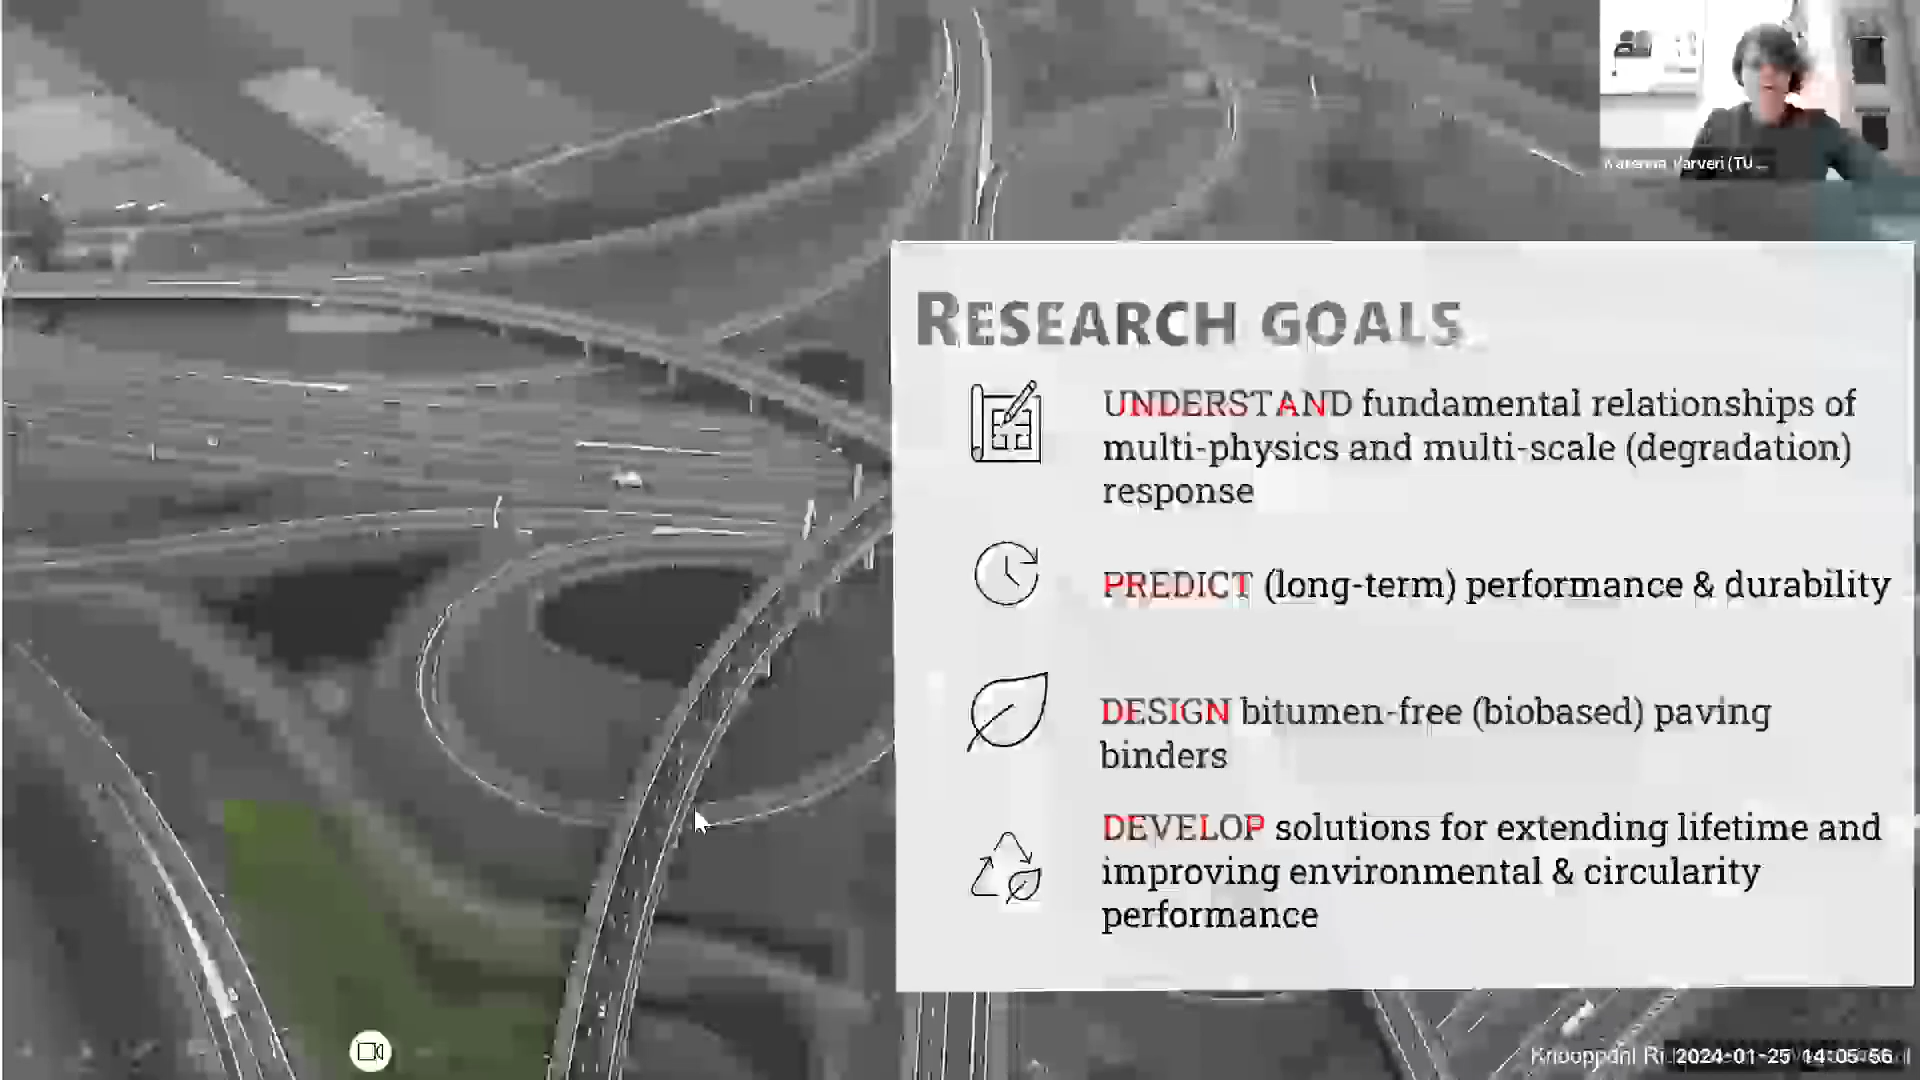 (TU ...
RESEARCH GOALS
UNDERSTAND fundamental relationships of
multi-physics and multi-scale (degradation)
response
PREDICT (long-term) performance & durability
DESIGN bitumen-free (biobased) paving
binders
DEVELOP solutions for extending lifetime and
improving environmental & circularity
performance
2024-01-25 14:05:56